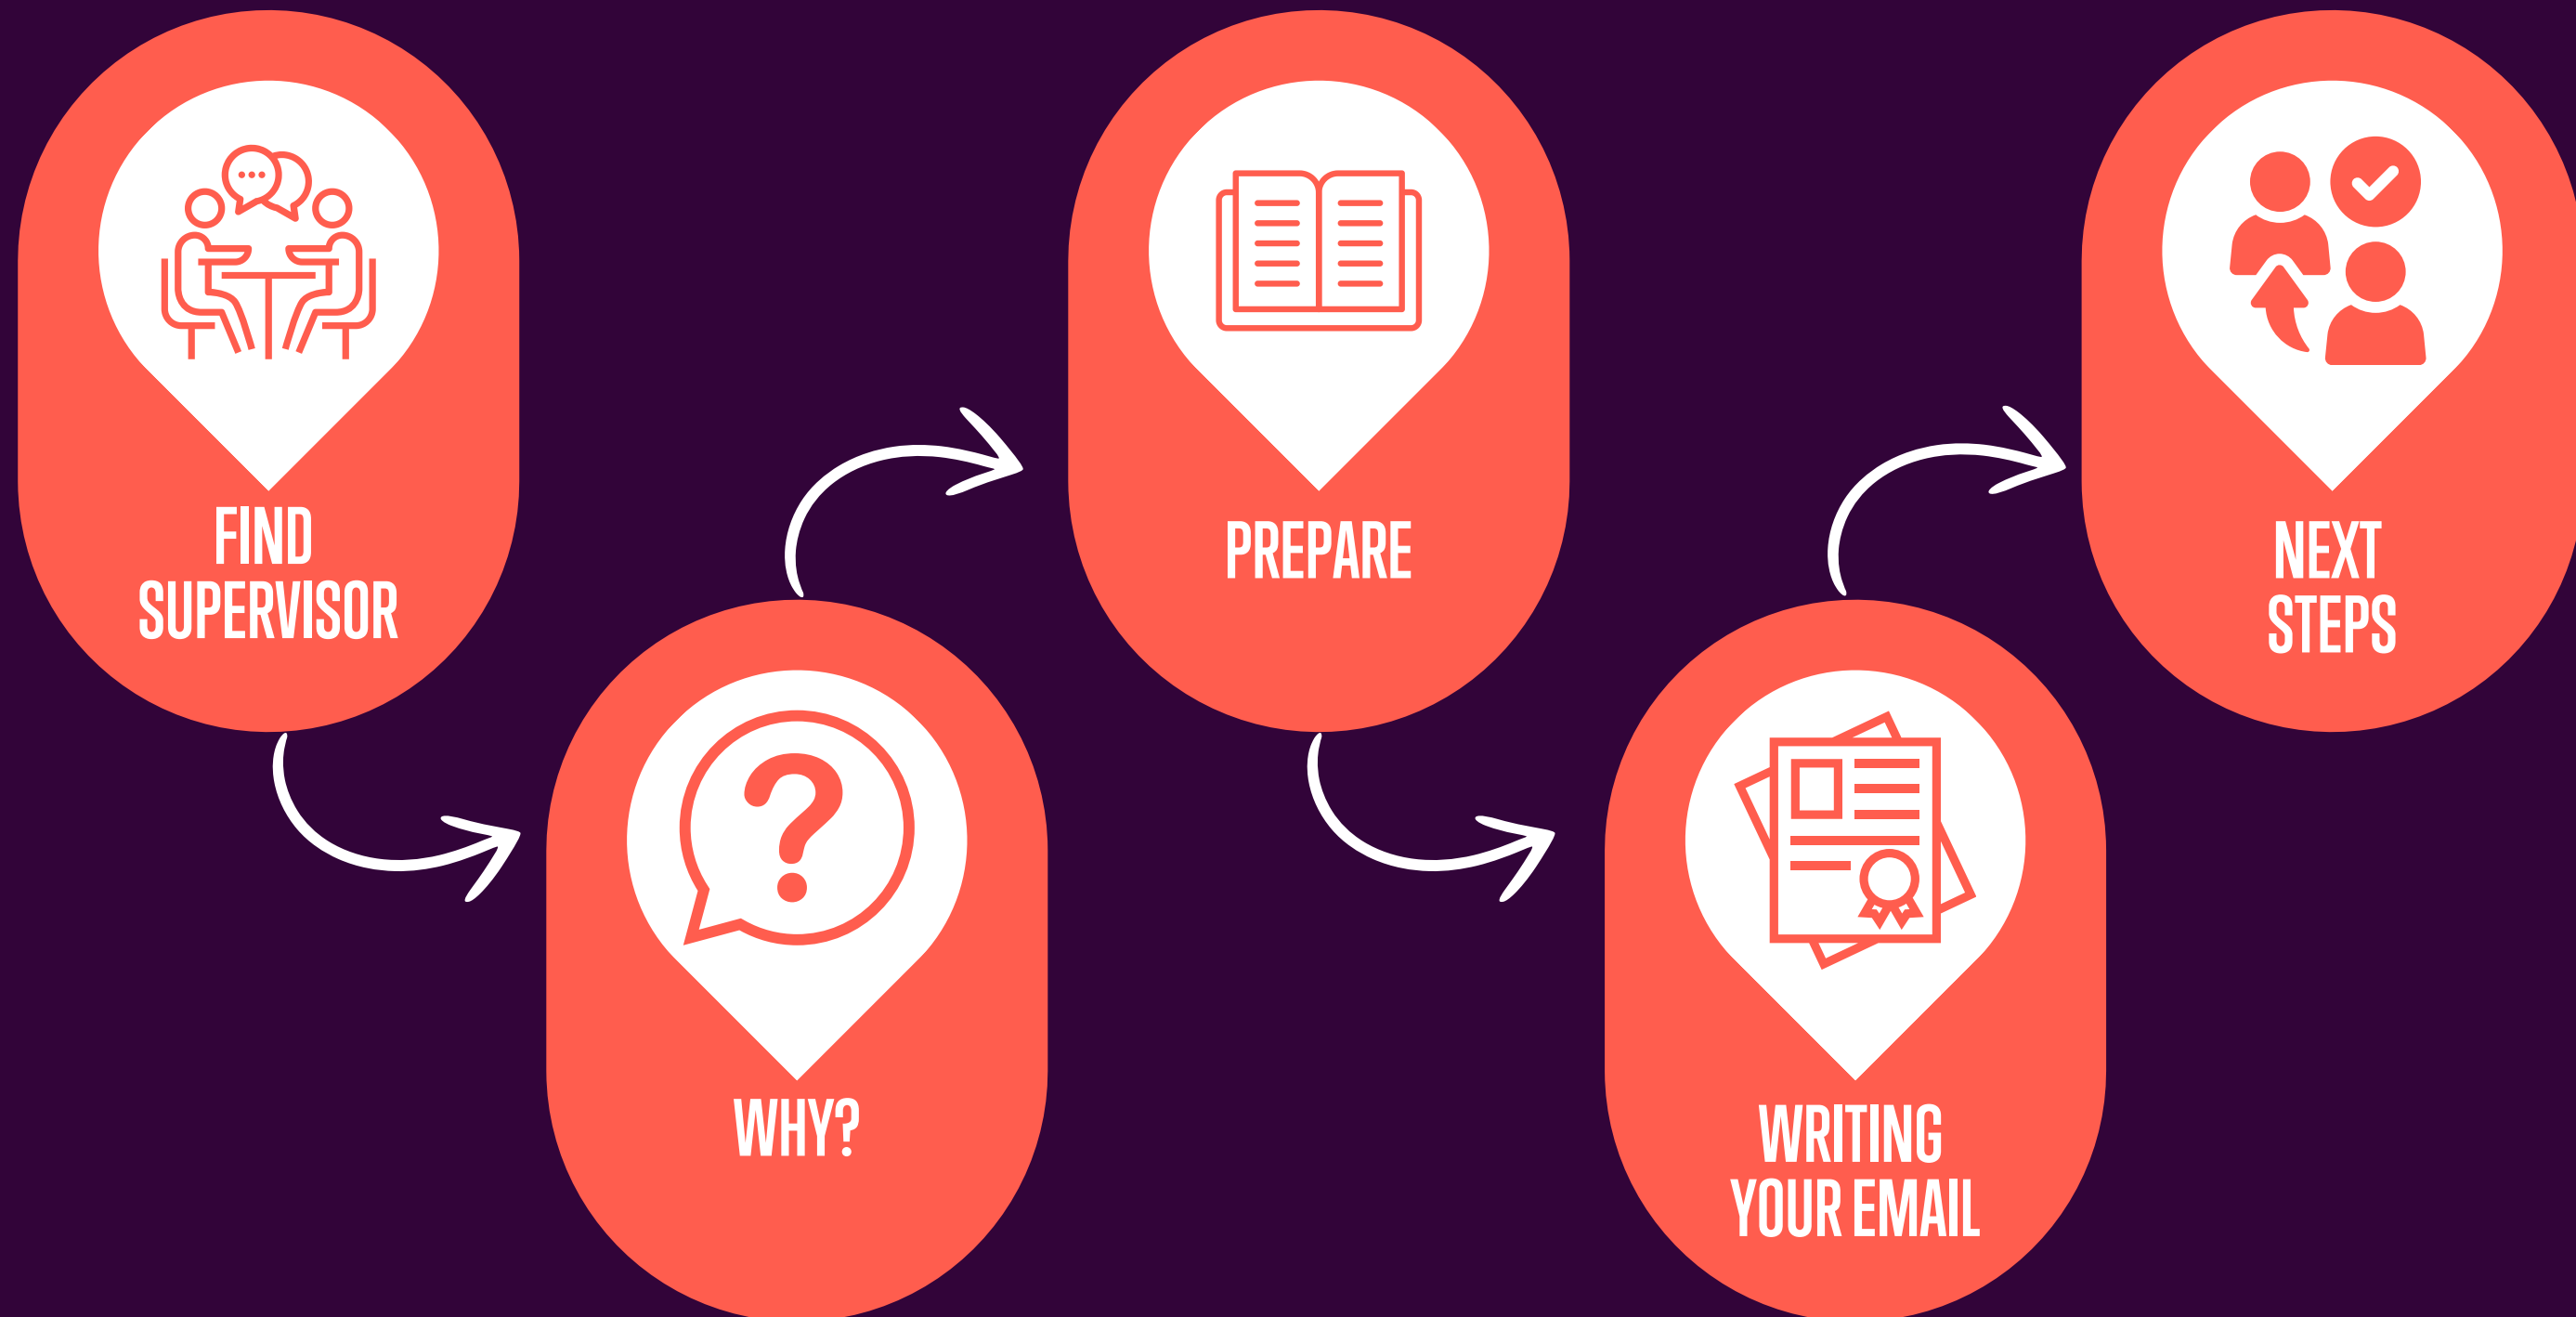 FIND
SUPERVISOR
WHY?
PREPARE
WRITING
YOUR EMAIL
NEXT
STEPS